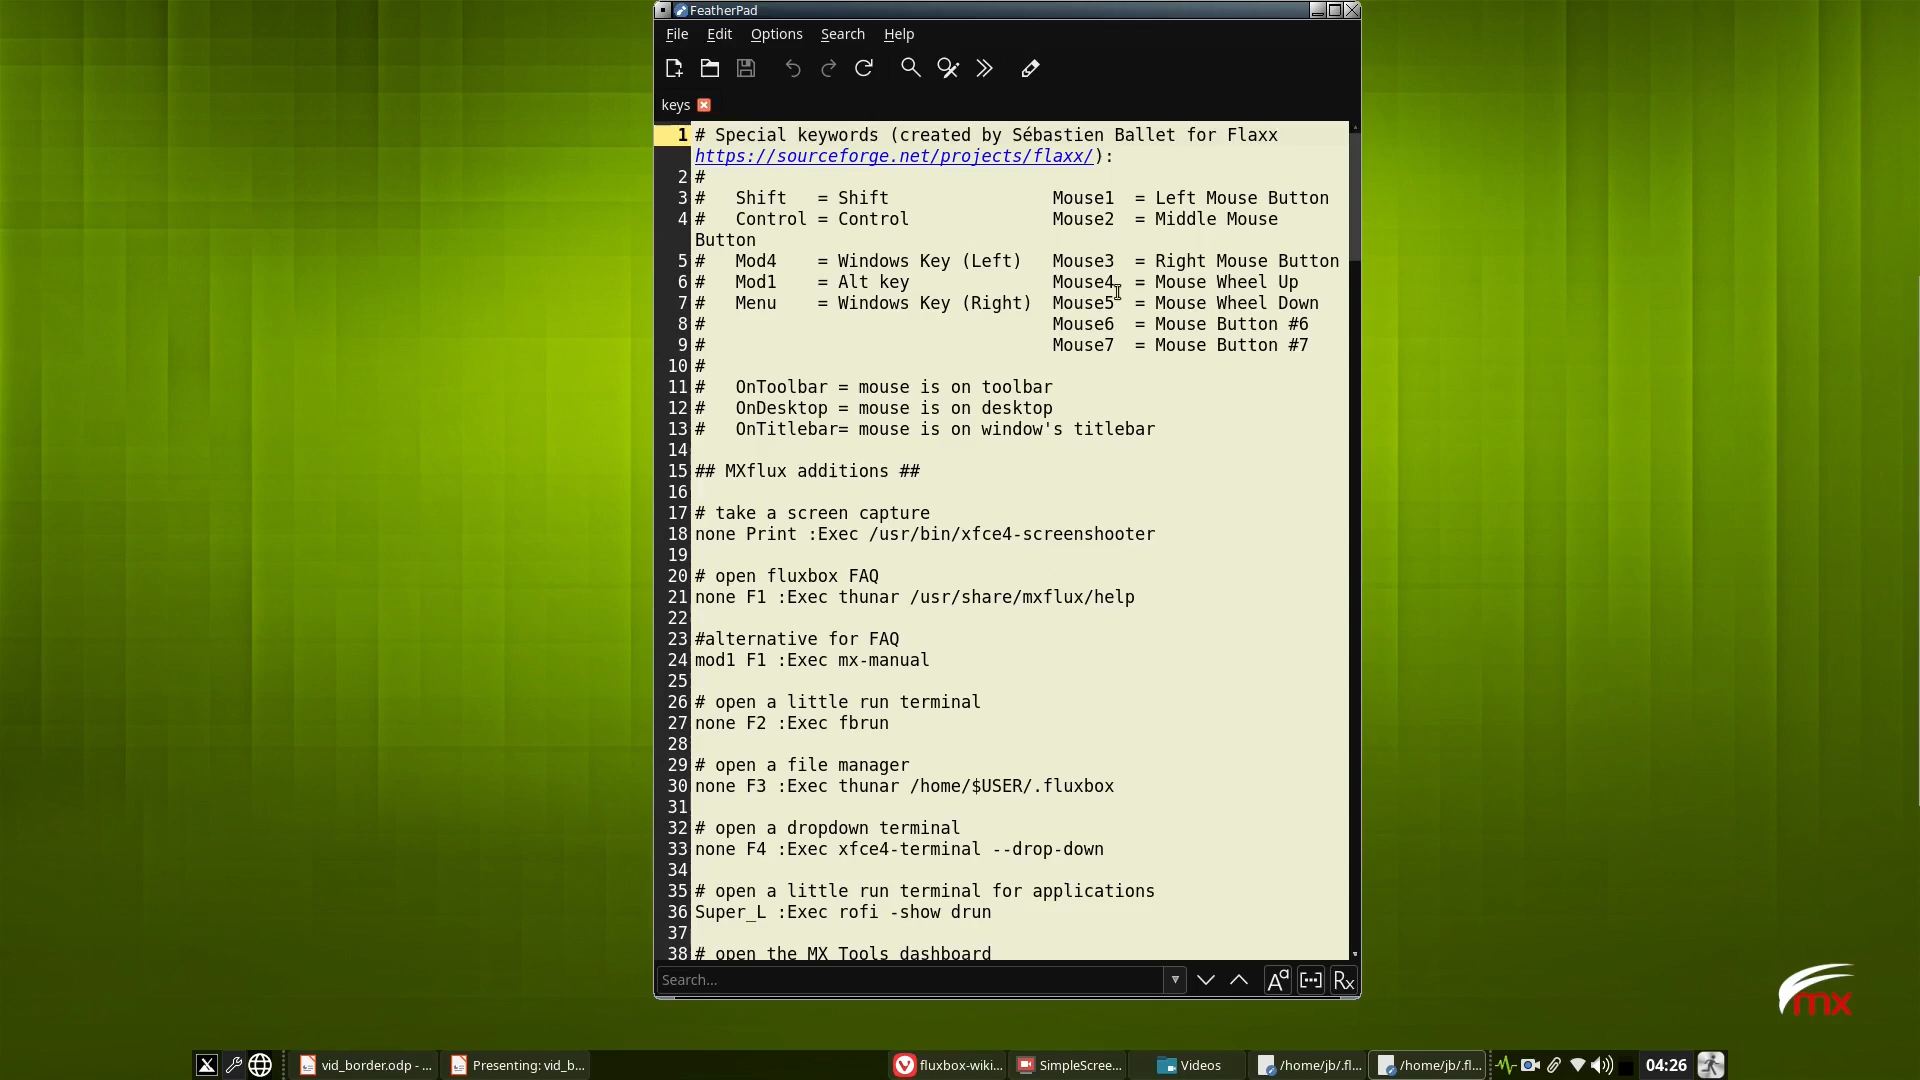 FeatherPad
File Edit Options Search Help
keys
1 # Special keywords (created by Sébastien Ballet for Flaxx
https://sourceforge.net/projects/flaxx/):
2 #
3 #   Shift   = Shift                Mouse1  = Left Mouse Button
4 #   Control = Control              Mouse2  = Middle Mouse
Button
5 #   Mod4    = Windows Key (Left)   Mouse3  = Right Mouse Button
6 #   Mod1    = Alt key              Mouse4  = Mouse Wheel Up
7 #   Menu    = Windows Key (Right)  Mouse5  = Mouse Wheel Down
8 #                                  Mouse6  = Mouse Button #6
9 #                                  Mouse7  = Mouse Button #7
10 #
11 #   OnToolbar = mouse is on toolbar
12 #   OnDesktop = mouse is on desktop
13 #   OnTitlebar= mouse is on window's titlebar
14
15 ## MXflux additions ##
16
17 # take a screen capture
18 none Print :Exec /usr/bin/xfce4-screenshooter
19
20 # open fluxbox FAQ
21 none F1 :Exec thunar /usr/share/mxflux/help
22
23 #alternative for FAQ
24 mod1 F1 :Exec mx-manual
25
26 # open a little run terminal
27 none F2 :Exec fbrun
28
29 # open a file manager
30 none F3 :Exec thunar /home/$USER/.fluxbox
31
32 # open a dropdown terminal
33 none F4 :Exec xfce4-terminal --drop-down
34
35 # open a little run terminal for applications
36 Super_L :Exec rofi -show drun
37
38 # open the MX Tools dashboard
Search...
mx
vid_border.odp - ... Presenting: vid_b... fluxbox-wiki... SimpleScree... Videos /home/jb/.fl... /home/jb/.fl... 04:26